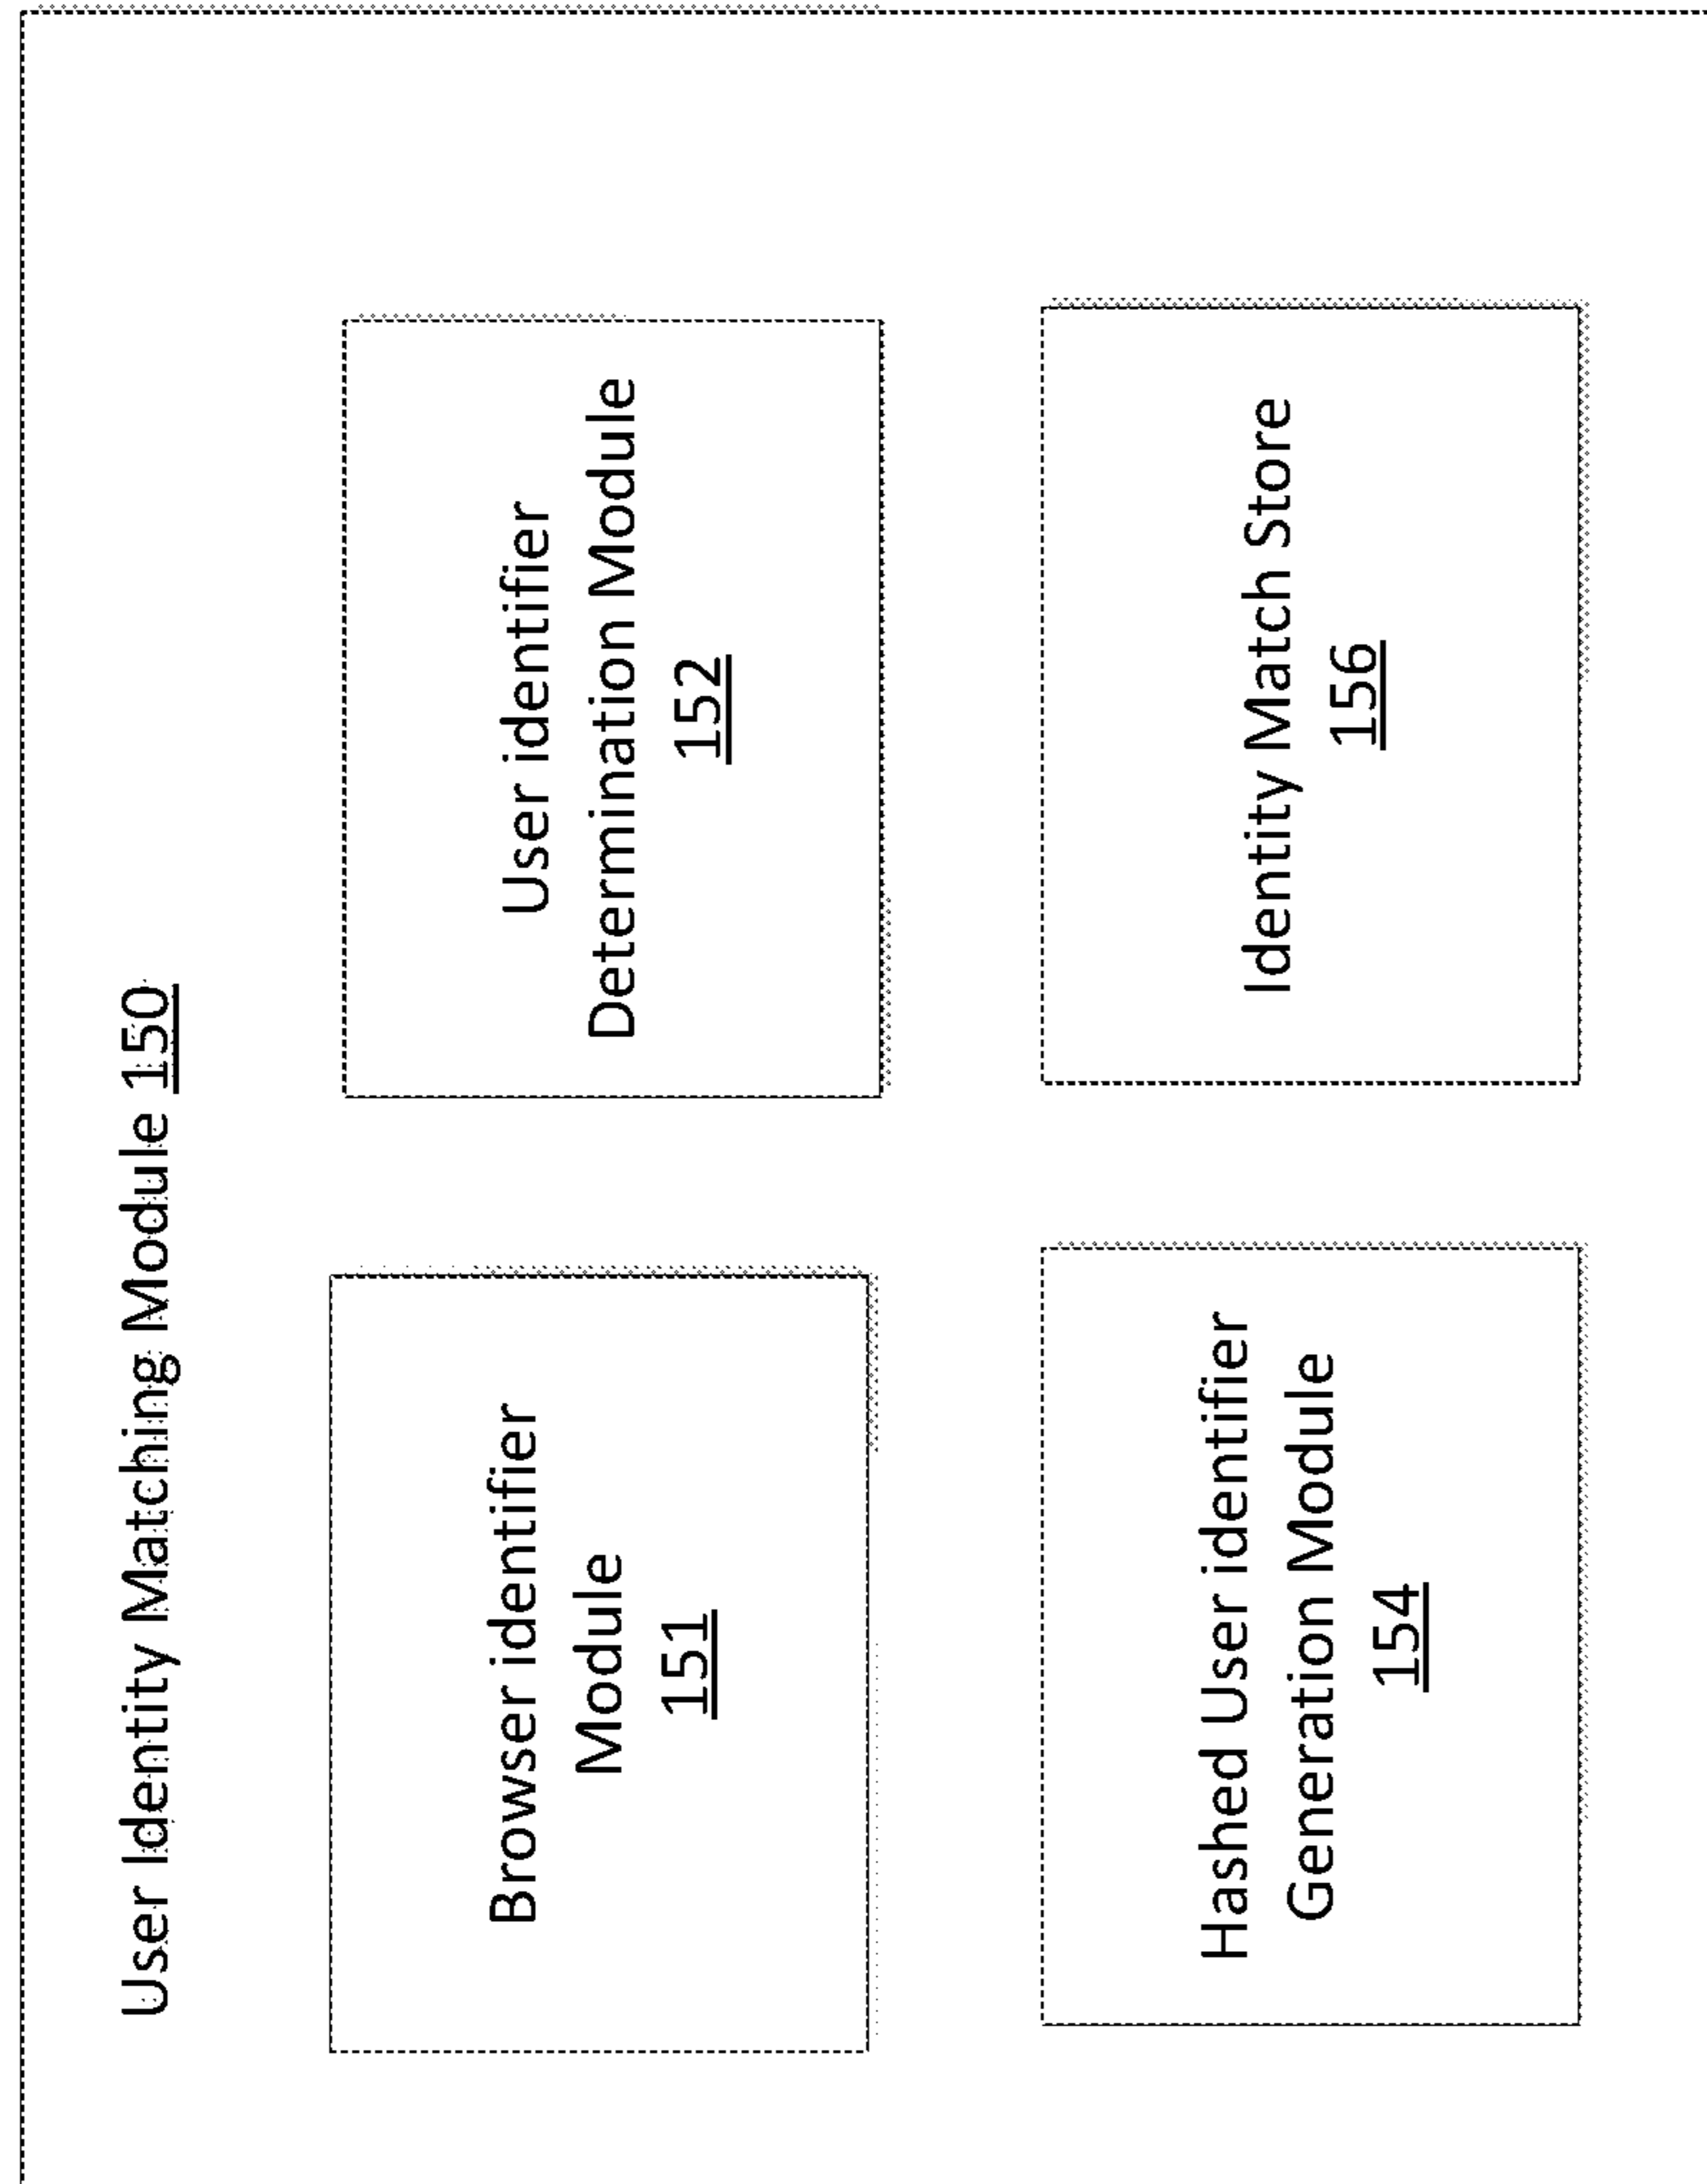 User Identity Matching Module 150
Browser identifier
Module
151
User identifier
Determination Module
152
Hashed User identifier
Generation Module
154
Identity Match Store
156